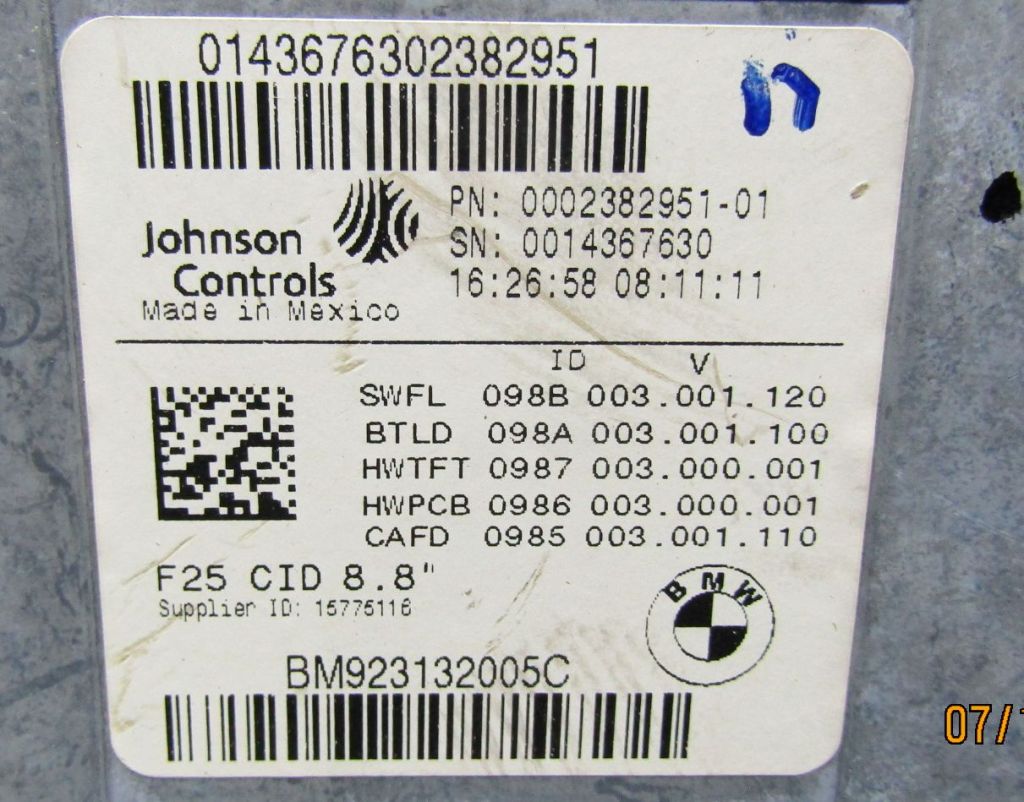 0143676302382951
Johnson
Controls
Made in Mexico
PN: 0002382951-01
SN: 0014367630
16:26:58 08:11:11
ID V
SWFL 098B 003.001.120
BTLD 098A 003.001.100
HWTFT 0987 003.000.001
HWPCB 0986 003.000.001
CAFD 0985 003.001.110
F25 CID 8.8"
Supplier ID: 15775116
BMW
BM923132005C
07/1